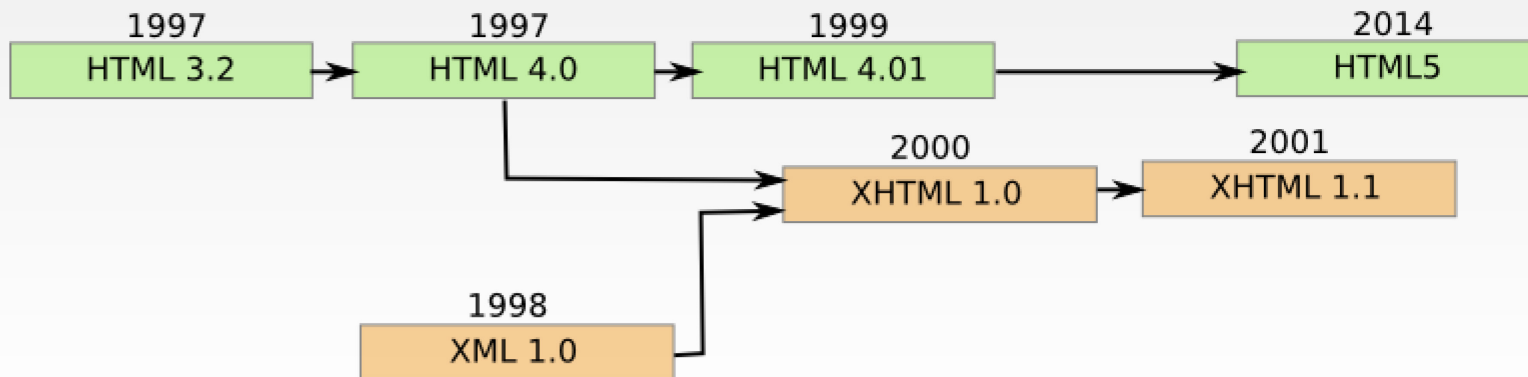 1997
HTML 3.2
1997
HTML 4.0
1999
HTML 4.01
2014
HTML5
2000
XHTML 1.0
2001
XHTML 1.1
1998
XML 1.0